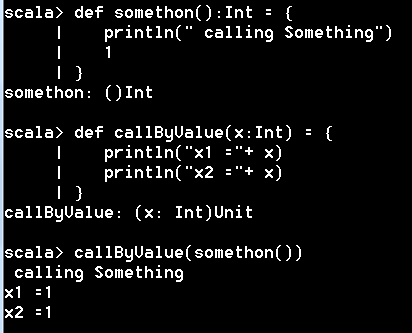 scala> def somethon():Int = {
     |    println(" calling Something")
     |    1
     | }
somethon: ()Int
scala> def callByValue(x:Int) = {
     |    println("x1 ="+ x)
     |    println("x2 ="+ x)
     | }
callByValue: (x: Int)Unit
scala> callByValue(somethon())
 calling Something
x1 =1
x2 =1